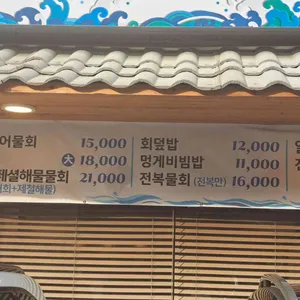 어물회 15,000
大 18,000
제셜해물물회 21,000
회+제철해물)
회덮밥 12,000
멍게비빔밥 11,000
전복물회 (전복만) 16,000